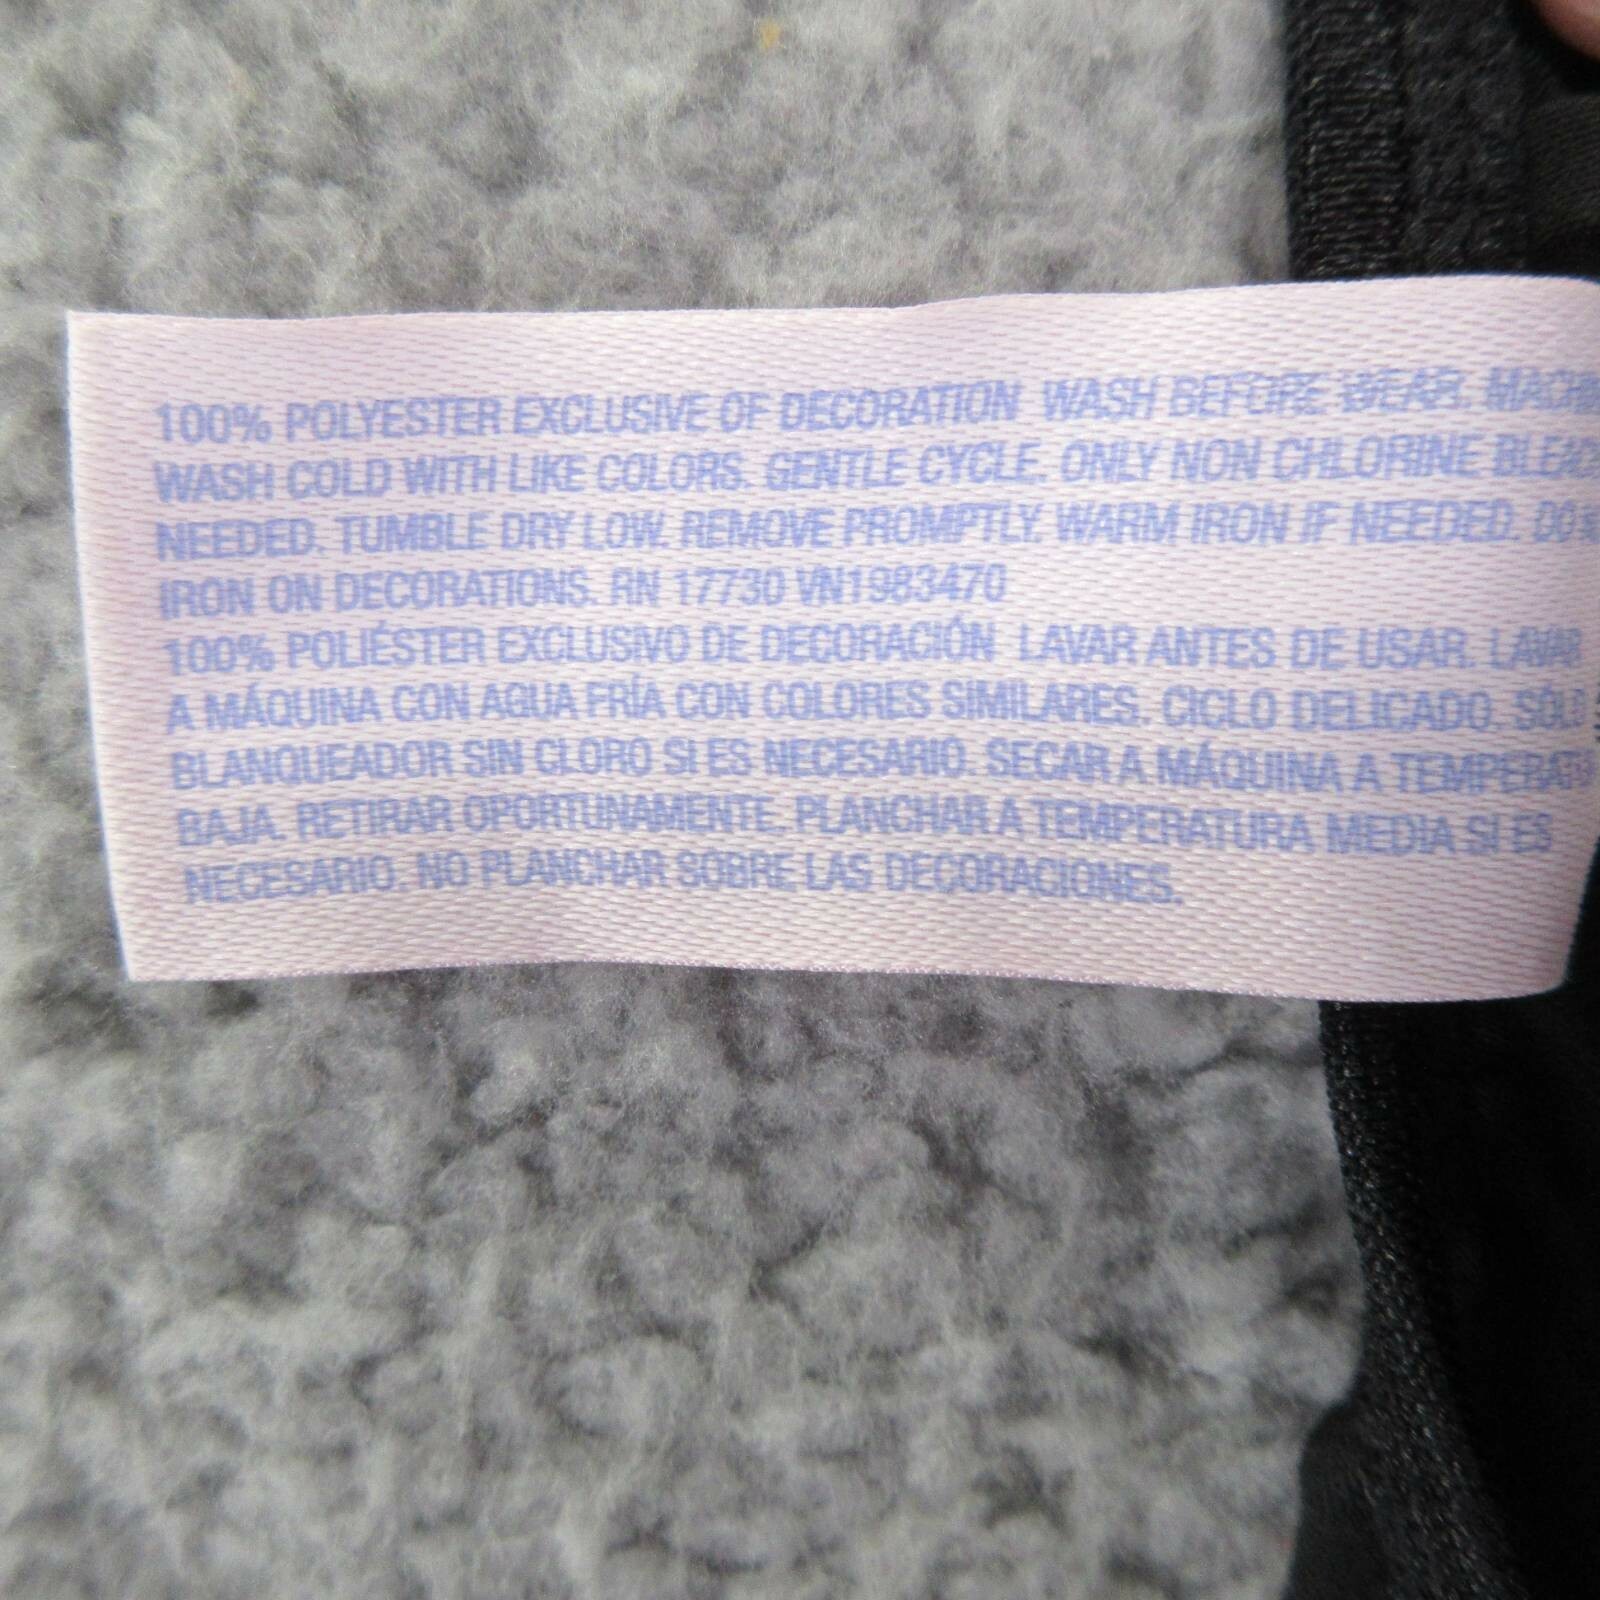 100% POLYESTER EXCLUSIVE OF DECORATION WASH BEFORE WEAR. MACHIN
WASH COLD WITH LIKE COLORS. GENTLE CYCLE. ONLY NON CHLORINE BLEAC
NEEDED. TUMBLE DRY LOW. REMOVE PROMPTLY. WARM IRON IF NEEDED. DO N
IRON ON DECORATIONS. RN 17730 VN1983470
100% POLIÉSTER EXCLUSIVO DE DECORACIÓN LAVAR ANTES DE USAR. LAVAR
A MÁQUINA CON AGUA FRÍA CON COLORES SIMILARES. CICLO DELICADO. SOLO
BLANQUEADOR SIN CLORO SI ES NECESARIO. SECAR A MÁQUINA A TEMPERATU
BAJA. RETIRAR OPORTUNAMENTE. PLANCHAR A TEMPERATURA MEDIA SI ES
NECESARIO. NO PLANCHAR SOBRE LAS DECORACIONES.